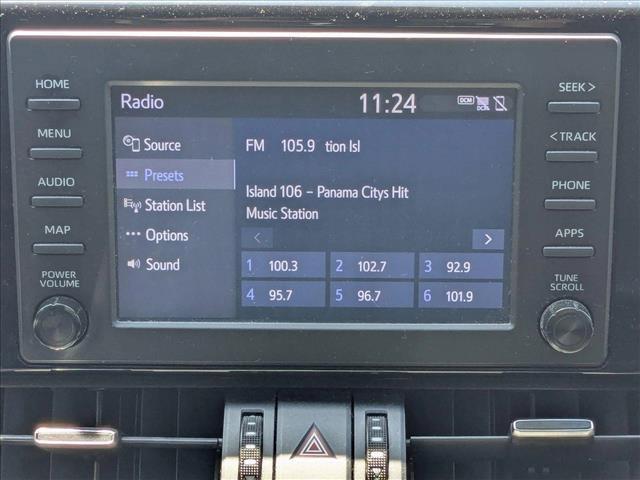 HOME
MENU
AUDIO
MAP
POWER
VOLUME
Radio 11:24 DCM DCM
Source
Presets
Station List
Options
Sound
FM 105.9 tion Isl
Island 106 – Panama Citys Hit
Music Station
< >
1 100.3 2 102.7 3 92.9
4 95.7 5 96.7 6 101.9
SEEK >
< TRACK
PHONE
APPS
TUNE
SCROLL